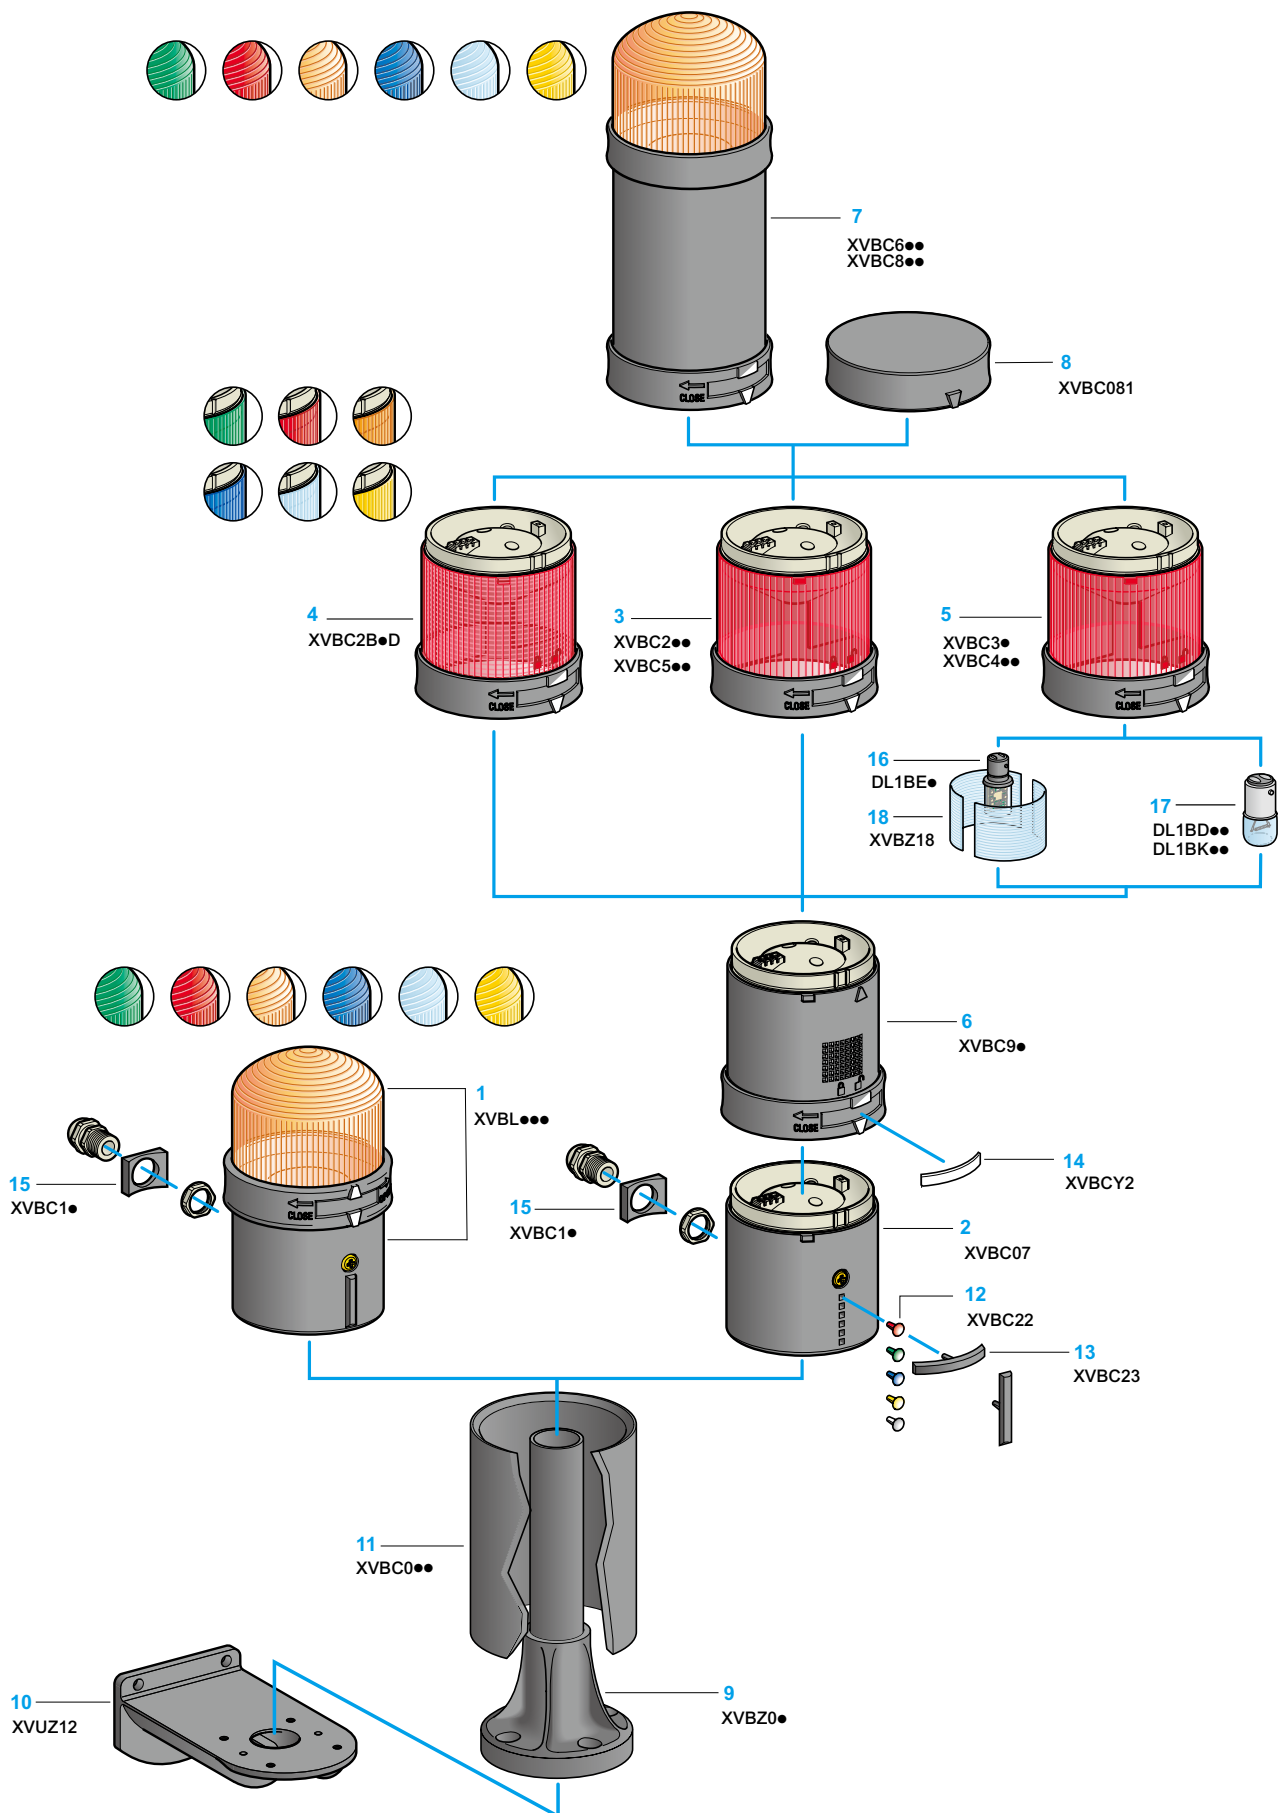 7
XVBC6●●
XVBC8●●
CLOSE
8
XVBC081
4
XVBC2B●D
CLOSE
3
XVBC2●●
XVBC5●●
CLOSE
5
XVBC3●
XVBC4●●
CLOSE
16
DL1BE●
18
XVBZ18
17
DL1BD●●
DL1BK●●
6
XVBC9●
CLOSE
1
XVBL●●●
CLOSE
15
XVBC1●
15
XVBC1●
14
XVBCY2
2
XVBC07
12
XVBC22
13
XVBC23
11
XVBC0●●
10
XVUZ12
9
XVBZ0●